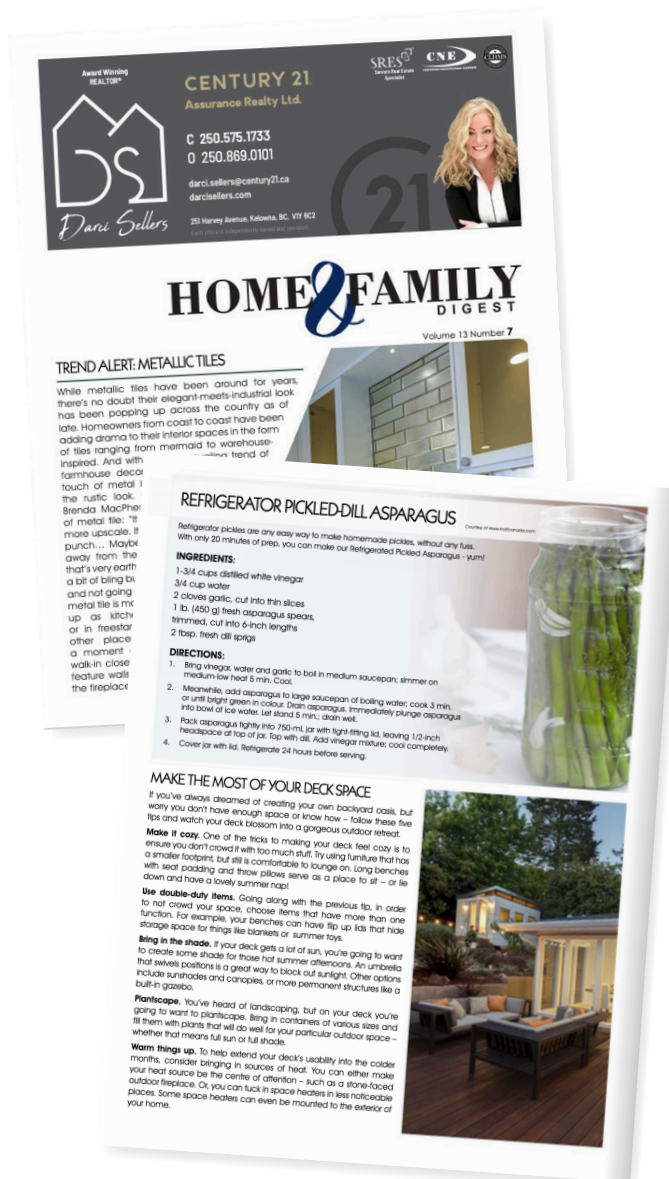 Award Winning
REALTOR®
DS
Darci Sellers
CENTURY 21
Assurance Realty Ltd.
C 250.575.1733
O 250.869.0101
darci.sellers@century21.ca
darcisellers.com
251 Harvey Avenue, Kelowna, BC, V1Y 6C2
Each office is independently owned and operated.
SRES
Seniors Real Estate
Specialist
CNE
CLHMS
21
HOME & FAMILY
DIGEST
Volume 13 Number 7
TREND ALERT: METALLIC TILES
While metallic tiles have been around for years,
there's no doubt their elegant-meets-industrial look
has been popping up across the country as of
late. Homeowners from coast to coast have been
adding drama to their interior spaces in the form
of tiles ranging from mermaid to warehouse-
inspired. And with trend of
farmhouse decor
touch of metal
the rustic look.
Brenda MacPhe
of metal tile: "It
more upscale. It
punch... Maybe
away from the
that's very earth
a bit of bling bu
and not going
metal tile is mo
up as kitche
or in freestar
other place
a moment
walk-in close
feature walls
the fireplace
REFRIGERATOR PICKLED-DILL ASPARAGUS
Courtesy of
Refrigerator pickles are any easy way to make homemade pickles, without any fuss.
With only 20 minutes of prep, you can make our Refrigerated Pickled Asparagus - yum!
INGREDIENTS:
1-3/4 cups distilled white vinegar
3/4 cup water
2 cloves garlic, cut into thin slices
1 lb. (450 g) fresh asparagus spears,
trimmed, cut into 6-inch lengths
2 tbsp. fresh dill sprigs
DIRECTIONS:
1. Bring vinegar, water and garlic to boil in medium saucepan; simmer on
medium-low heat 5 min. Cool.
2. Meanwhile, add asparagus to large saucepan of boiling water; cook 3 min.
or until bright green in colour. Drain asparagus. Immediately plunge asparagus
into bowl of ice water. Let stand 5 min.; drain well.
3. Pack asparagus tightly into 750-mL jar with tight-fitting lid, leaving 1/2-inch
headspace at top of jar. Top with dill. Add vinegar mixture; cool completely.
4. Cover jar with lid. Refrigerate 24 hours before serving.
MAKE THE MOST OF YOUR DECK SPACE
If you've always dreamed of creating your own backyard oasis, but
worry you don't have enough space or know how – follow these five
tips and watch your deck blossom into a gorgeous outdoor retreat.
Make it cozy. One of the tricks to making your deck feel cozy is to
ensure you don't crowd it with too much stuff. Try using furniture that has
a smaller footprint, but still is comfortable to lounge on. Long benches
with seat padding and throw pillows serve as a place to sit – or lie
down and have a lovely summer nap!
Use double-duty items. Going along with the previous tip, in order
to not crowd your space, choose items that have more than one
function. For example, your benches can have flip up lids that hide
storage space for things like blankets or summer toys.
Bring in the shade. If your deck gets a lot of sun, you're going to want
to create some shade for those hot summer afternoons. An umbrella
that swivels positions is a great way to block out sunlight. Other options
include sunshades and canopies, or more permanent structures like a
built-in gazebo.
Plantscape. You've heard of landscaping, but on your deck you're
going to want to plantscape. Bring in containers of various sizes and
fill them with plants that will do well for your particular outdoor space –
whether that means full sun or full shade.
Warm things up. To help extend your deck's usability into the colder
months, consider bringing in sources of heat. You can either make
your heat source be the centre of attention – such as a stone-faced
outdoor fireplace. Or, you can tuck in space heaters in less noticeable
places. Some space heaters can even be mounted to the exterior of
your home.